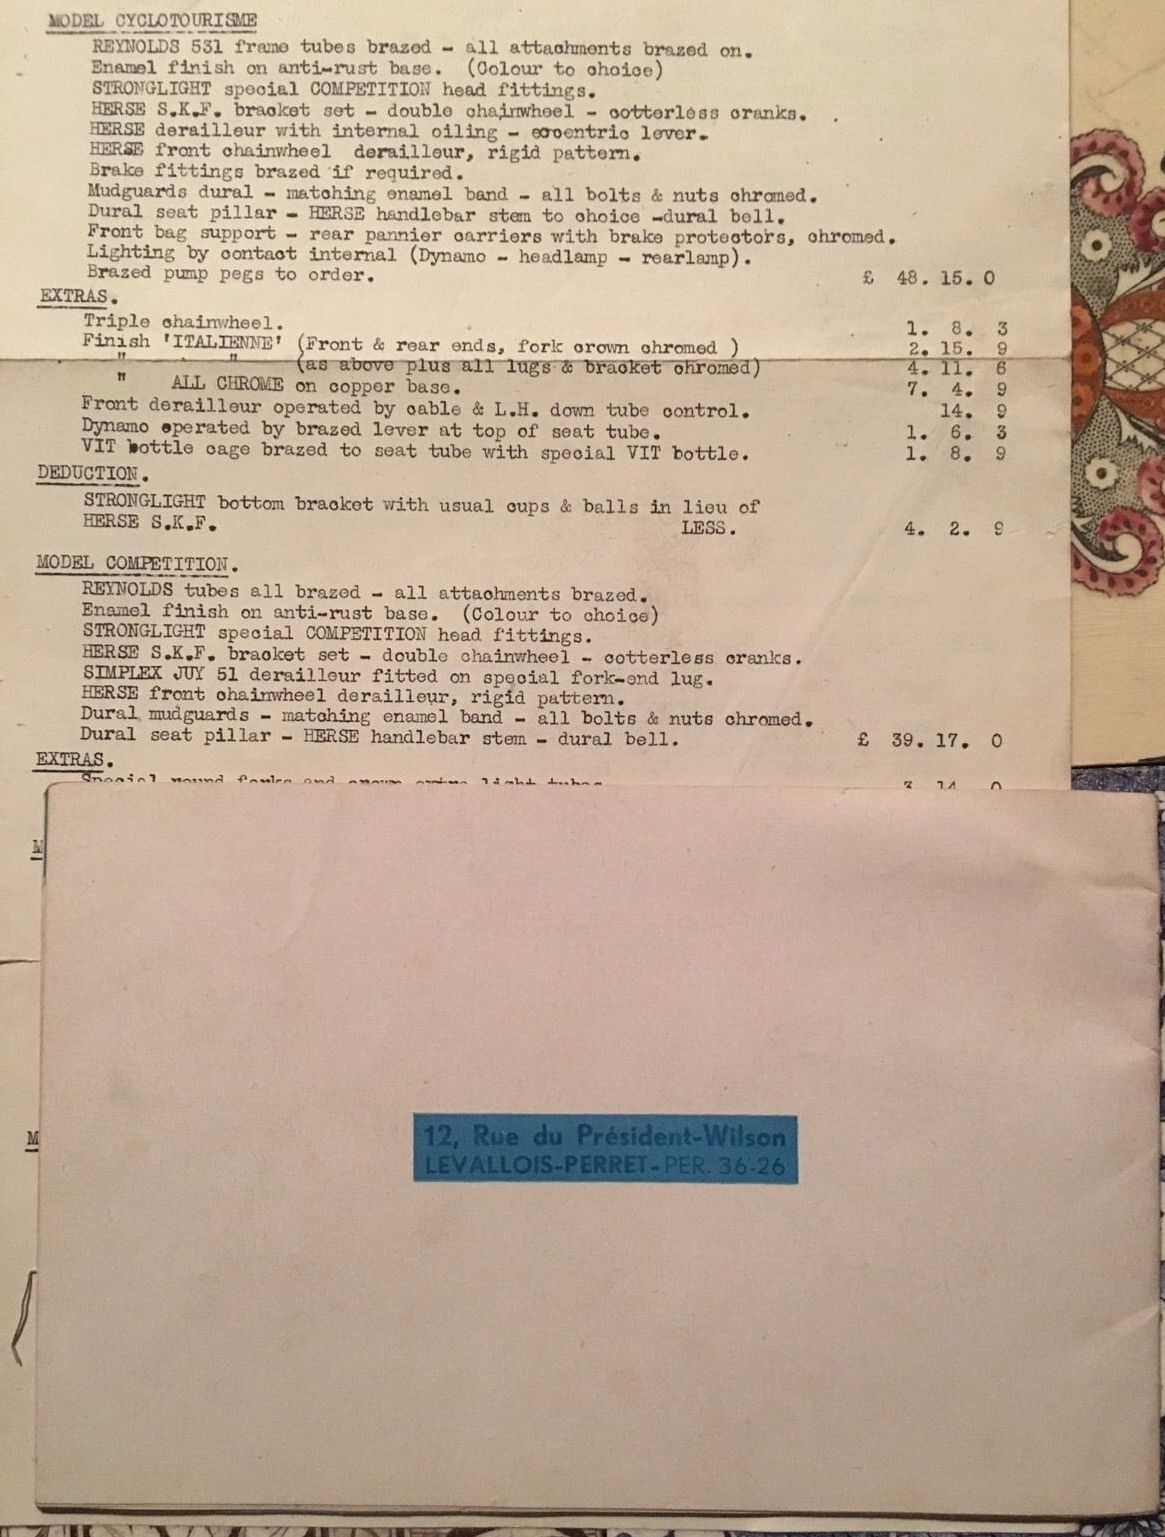 MODEL CYCLOTOURISME
REYNOLDS 531 frame tubes brazed - all attachments brazed on.
Enamel finish on anti-rust base. (Colour to choice)
STRONGLIGHT special COMPETITION head fittings.
HERSE S.K.F. bracket set - double chainwheel - cotterless cranks.
HERSE derailleur with internal oiling - eccentric lever.
HERSE front chainwheel derailleur, rigid pattern.
Brake fittings brazed if required.
Mudguards dural - matching enamel band - all bolts & nuts chromed.
Dural seat pillar - HERSE handlebar stem to choice -dural bell.
Front bag support - rear pannier carriers with brake protectors, chromed.
Lighting by contact internal (Dynamo - headlamp - rearlamp).
Brazed pump pegs to order. £ 48. 15. 0
EXTRAS.
Triple chainwheel. 1. 8. 3
Finish 'ITALIENNE' (Front & rear ends, fork crown chromed ) 2. 15. 9
" " (as above plus all lugs & bracket chromed) 4. 11. 6
" ALL CHROME on copper base. 7. 4. 9
Front derailleur operated by cable & L.H. down tube control. 14. 9
Dynamo operated by brazed lever at top of seat tube. 1. 6. 3
VIT bottle cage brazed to seat tube with special VIT bottle. 1. 8. 9
DEDUCTION.
STRONGLIGHT bottom bracket with usual cups & balls in lieu of
HERSE S.K.F. LESS. 4. 2. 9
MODEL COMPETITION.
REYNOLDS tubes all brazed - all attachments brazed.
Enamel finish on anti-rust base. (Colour to choice)
STRONGLIGHT special COMPETITION head fittings.
HERSE S.K.F. bracket set - double chainwheel - cotterless cranks.
SIMPLEX JUY 51 derailleur fitted on special fork-end lug.
HERSE front chainwheel derailleur, rigid pattern.
Dural mudguards - matching enamel band - all bolts & nuts chromed.
Dural seat pillar - HERSE handlebar stem - dural bell. £ 39. 17. 0
EXTRAS.
Special round forks and crown extra light tubes 3 14 0
M
M
12, Rue du Président-Wilson
LEVALLOIS-PERRET-PER. 36-26